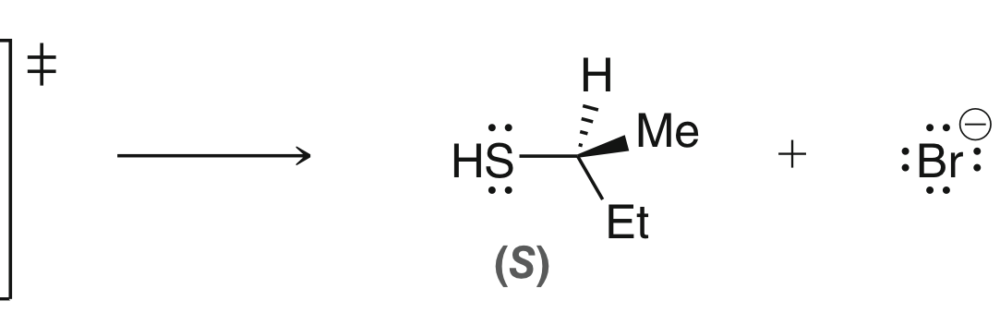 ‡
H
HS
Me
+
Br
⊖
Et
(S)